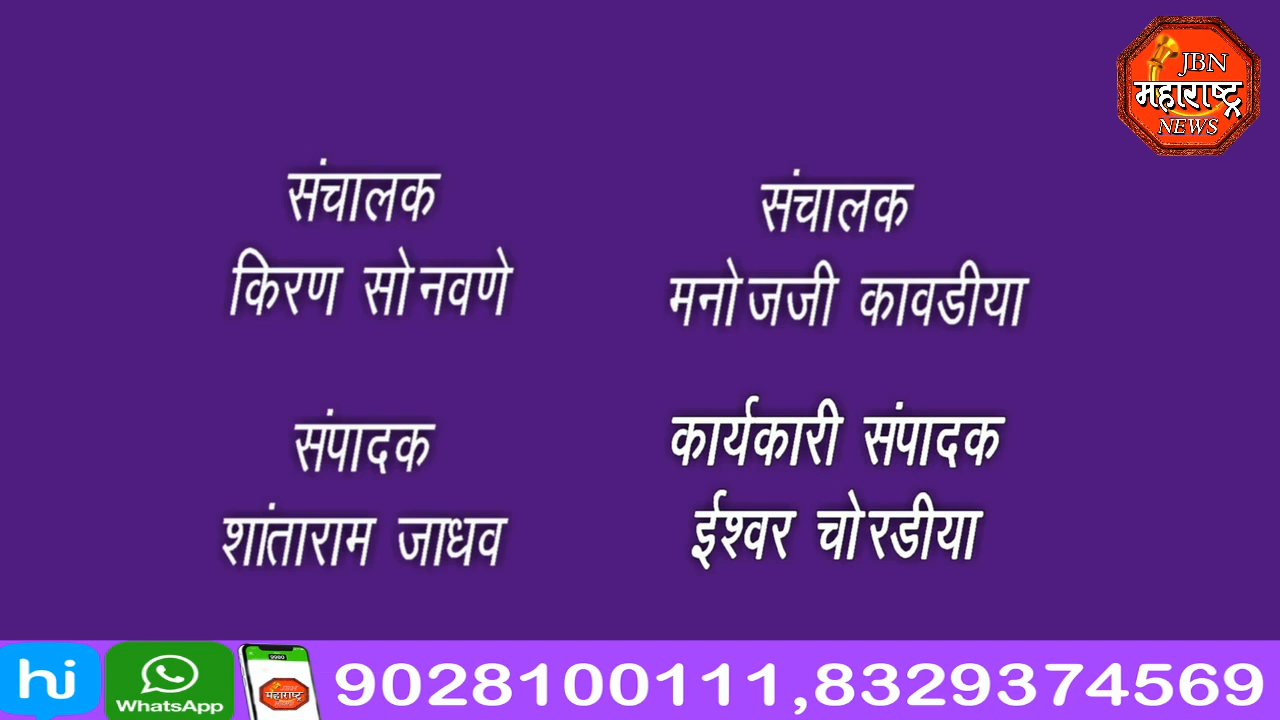 JBN
महाराष्ट्र
NEWS
संचालक
किरण सोनवणे
संचालक
मनोजजी कावडीया
संपादक
शांताराम जाधव
कार्यकारी संपादक
ईश्वर चोरडीया
hi
WhatsApp
महाराष्ट्र
9028100111,8329374569